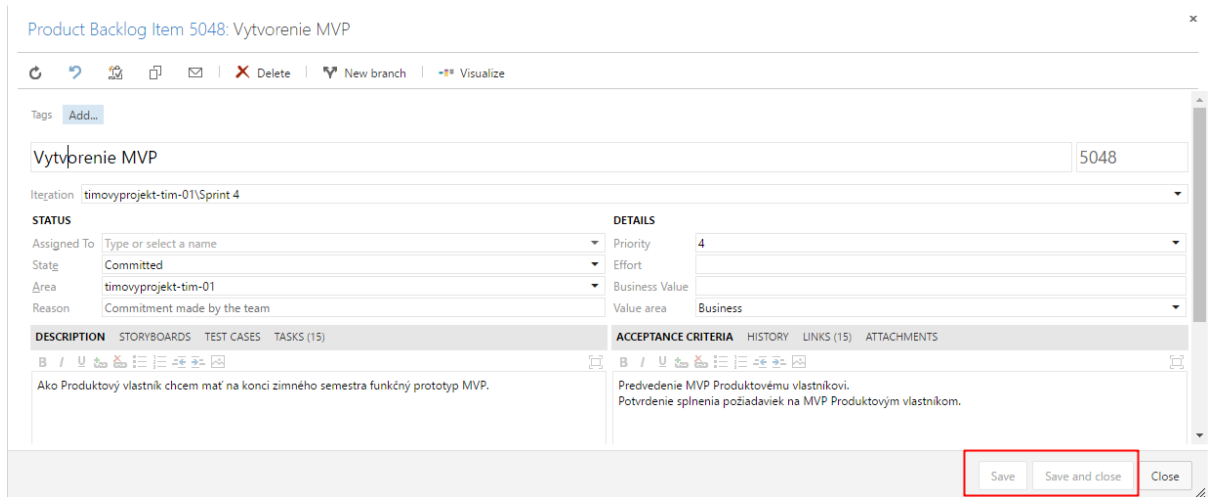 Product Backlog Item 5048: Vytvorenie MVP
Delete New branch Visualize
Tags Add...
Vytvorenie MVP 5048
Iteration timovyprojekt-tim-01\Sprint 4
STATUS DETAILS
Assigned To Type or select a name Priority 4
State Committed Effort
Area timovyprojekt-tim-01 Business Value
Reason Commitment made by the team Value area Business
DESCRIPTION STORYBOARDS TEST CASES TASKS (15) ACCEPTANCE CRITERIA HISTORY LINKS (15) ATTACHMENTS
B I U B I U
Ako Produktový vlastník chcem mať na konci zimného semestra funkčný prototyp MVP. Predvedenie MVP Produktovému vlastníkovi.
Potvrdenie splnenia požiadaviek na MVP Produktovým vlastníkom.
Save Save and close Close